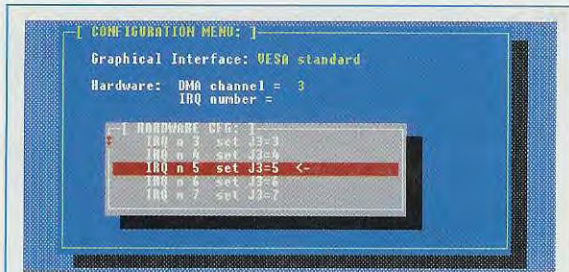 [ CONFIGURATION MENU: ]
Graphical Interface: VESA standard
Hardware: DMA channel = 3
IRQ number =
[ HARDWARE CFG: ]
IRQ n 3 set J3=3
IRQ n 4 set J3=4
IRQ n 5 set J3=5 <-
IRQ n 6 set J3=6
IRQ n 7 set J3=7